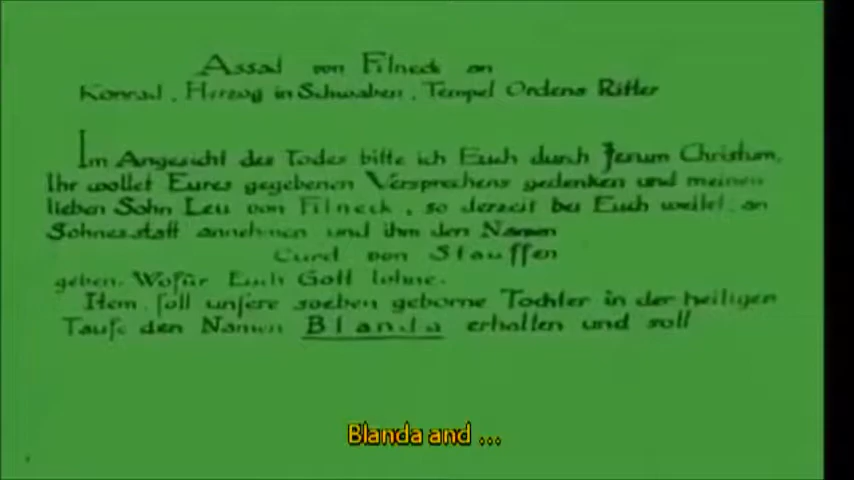 Assad von Filneck an
Konrad, Herzog in Schwaben, Tempel Ordens Ritter
Im Angesicht des Todes bitte ich Euch durch Jesum Christum,
Ihr wollet Eures gegebenen Versprechens gedenken und meinen
lieben Sohn Leu von Filneck, so derzeit bei Euch weilet, an
Sohnesstatt annehmen und ihm den Namen
Curd von Stauffen
geben. Wofür Euch Gott lohne.
Item, soll unsere soeben geborne Tochter in der heiligen
Taufe den Namen Blanda erhalten und soll
Blanda and ...